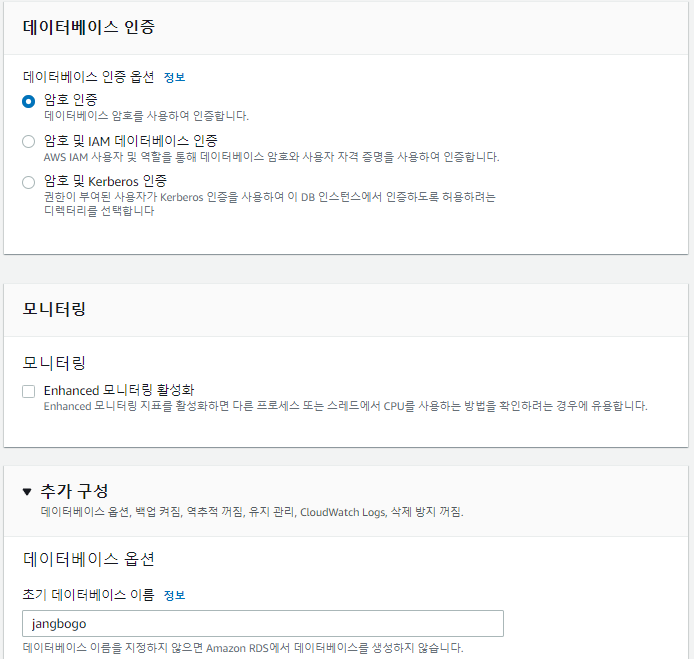 데이터베이스 인증
데이터베이스 인증 옵션 정보
암호 인증
데이터베이스 암호를 사용하여 인증합니다.
암호 및 IAM 데이터베이스 인증
AWS IAM 사용자 및 역할을 통해 데이터베이스 암호와 사용자 자격 증명을 사용하여 인증합니다.
암호 및 Kerberos 인증
권한이 부여된 사용자가 Kerberos 인증을 사용하여 이 DB 인스턴스에서 인증하도록 허용하려는
디렉터리를 선택합니다
모니터링
모니터링
Enhanced 모니터링 활성화
Enhanced 모니터링 지표를 활성화하면 다른 프로세스 또는 스레드에서 CPU를 사용하는 방법을 확인하려는 경우에 유용합니다.
추가 구성
데이터베이스 옵션, 백업 켜짐, 역추적 꺼짐, 유지 관리, CloudWatch Logs, 삭제 방지 꺼짐.
데이터베이스 옵션
초기 데이터베이스 이름 정보
jangbogo
데이터베이스 이름을 지정하지 않으면 Amazon RDS에서 데이터베이스를 생성하지 않습니다.